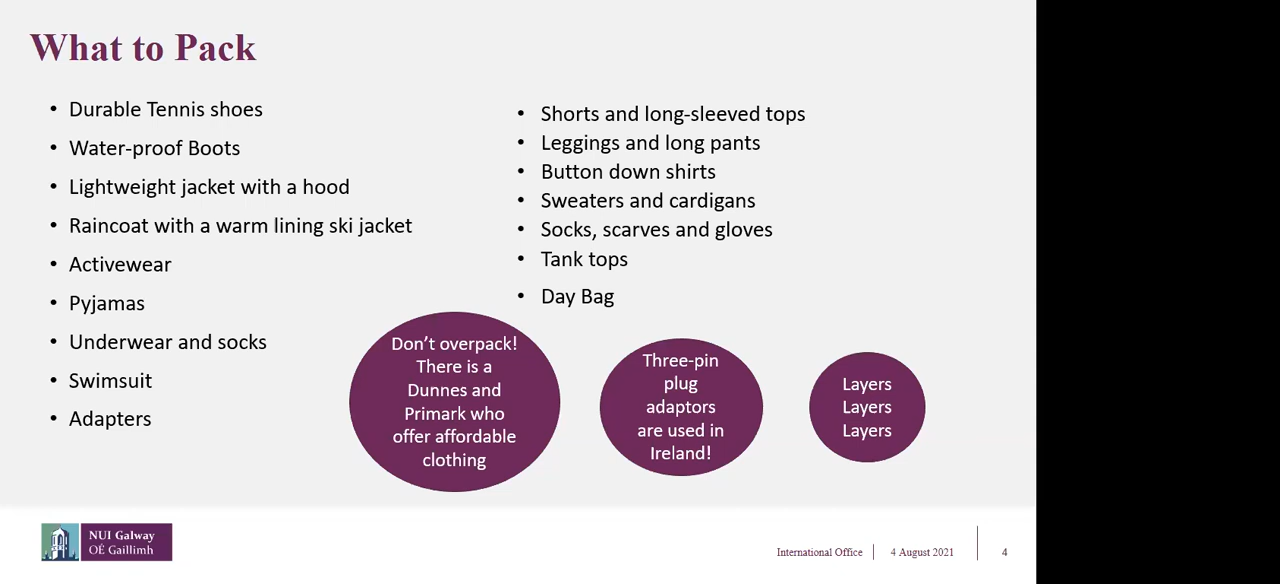 What to Pack
• Durable Tennis shoes
• Water-proof Boots
• Lightweight jacket with a hood
• Raincoat with a warm lining ski jacket
• Activewear
• Pyjamas
• Underwear and socks
• Swimsuit
• Adapters
• Shorts and long-sleeved tops
• Leggings and long pants
• Button down shirts
• Sweaters and cardigans
• Socks, scarves and gloves
• Tank tops
• Day Bag
Don’t overpack!
There is a
Dunnes and
Primark who
offer affordable
clothing
Three-pin
plug
adaptors
are used in
Ireland!
Layers
Layers
Layers
NUI Galway
OÉ Gaillimh
International Office
4 August 2021
4